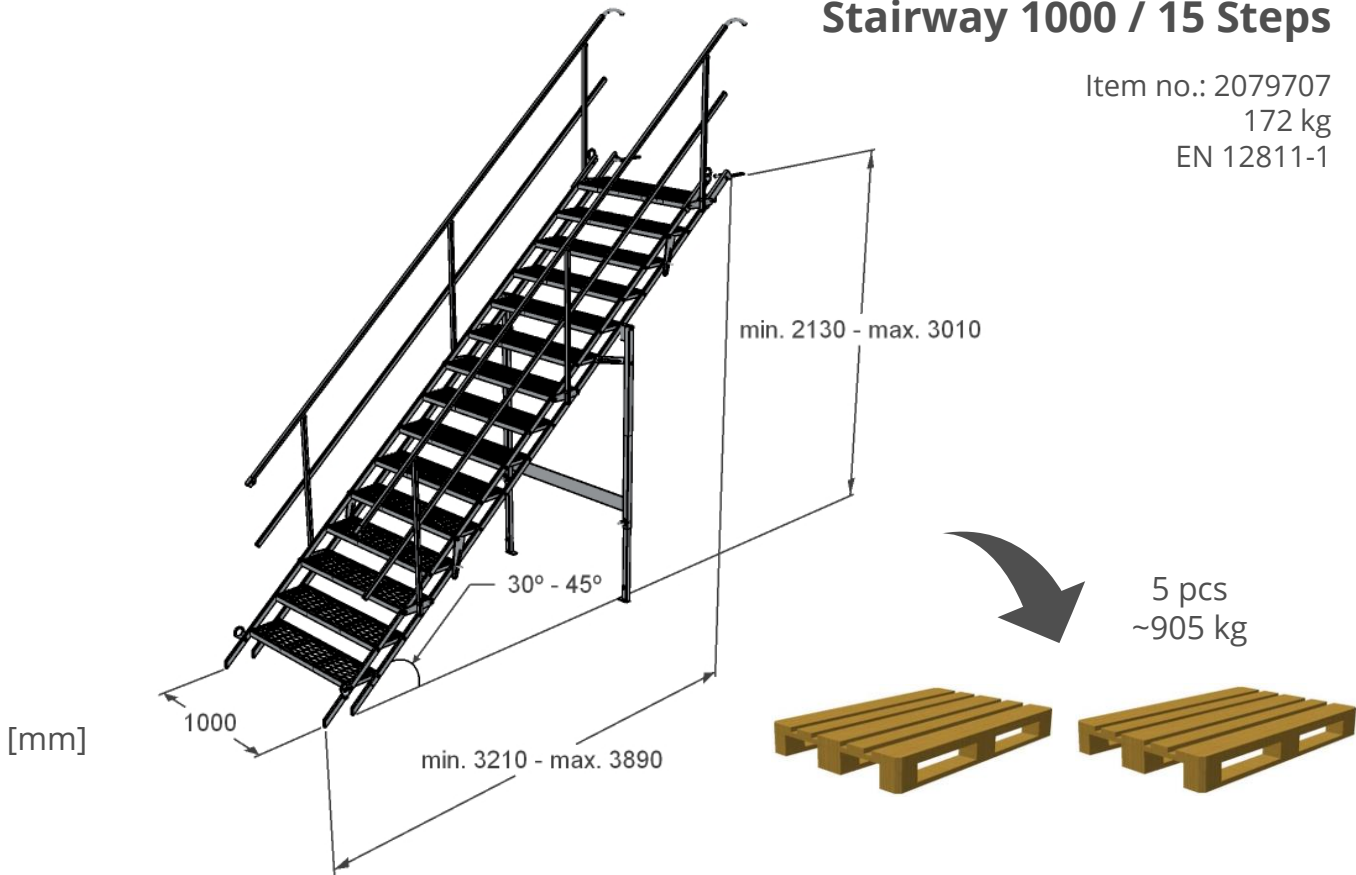 Stairway 1000 / 15 Steps
Item no.: 2079707
172 kg
EN 12811-1
min. 2130 - max. 3010
30º - 45º
5 pcs
~905 kg
1000
[mm]
min. 3210 - max. 3890